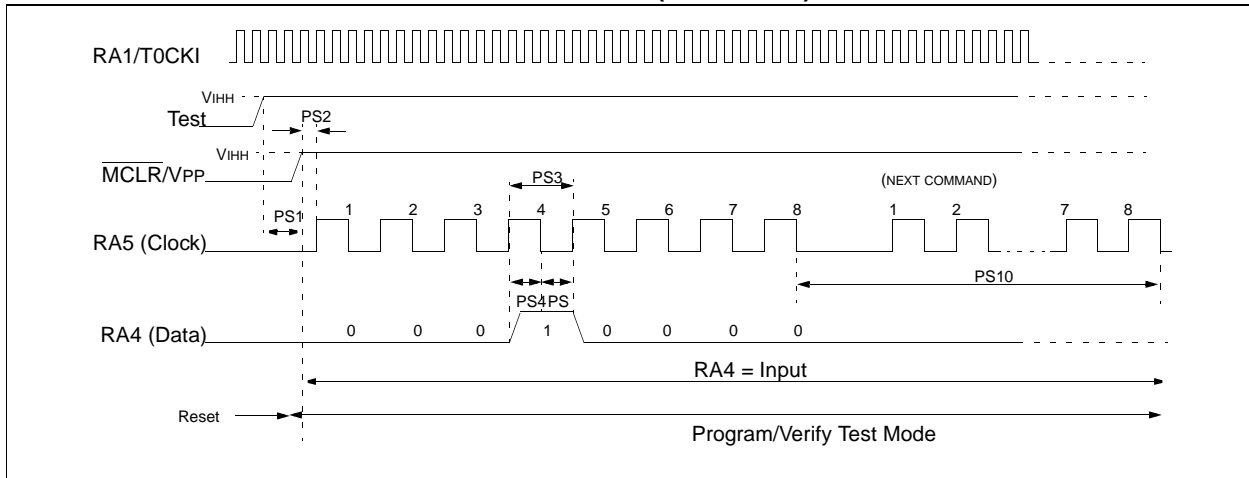 RA1/T0CKI
VIHH
Test
PS2
VIHH
MCLR/VPP
PS3
(NEXT COMMAND)
PS1
1 2 3 4 5 6 7 8 1 2 7 8
RA5 (Clock)
PS10
PS4 PS
RA4 (Data)
0 0 0 1 0 0 0 0
RA4 = Input
Reset
Program/Verify Test Mode